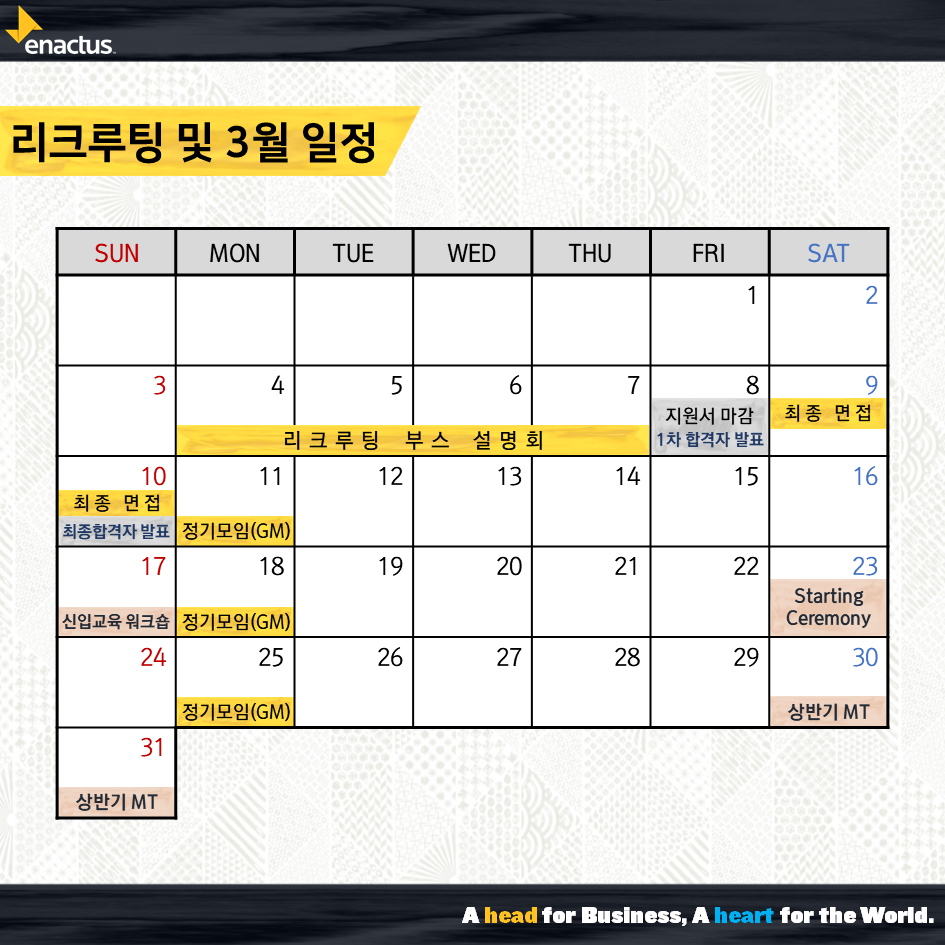 enactus
리크루팅 및 3월 일정
SUN MON TUE WED THU FRI SAT
1 2
3 4 5 6 7 8 9
지원서 마감 최종 면접
리크루팅 부스 설명회 1차 합격자 발표
10 11 12 13 14 15 16
최종 면접
최종합격자 발표 정기모임(GM)
17 18 19 20 21 22 23
Starting
신입교육 워크숍 정기모임(GM) Ceremony
24 25 26 27 28 29 30
정기모임(GM) 상반기 MT
31
상반기 MT
A head for Business, A heart for the World.